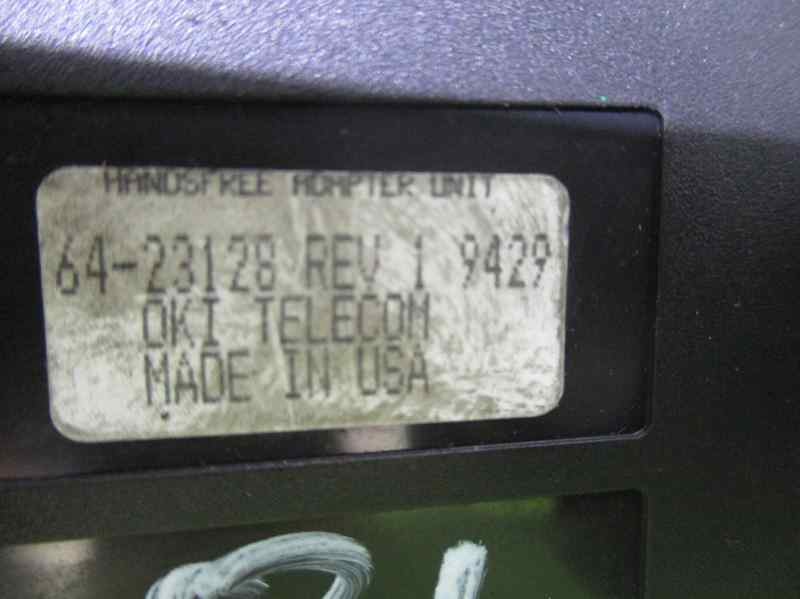 HANDSFREE ADAPTER UNIT
64-23128 REV 1 9429
OKI TELECOM
MADE IN USA